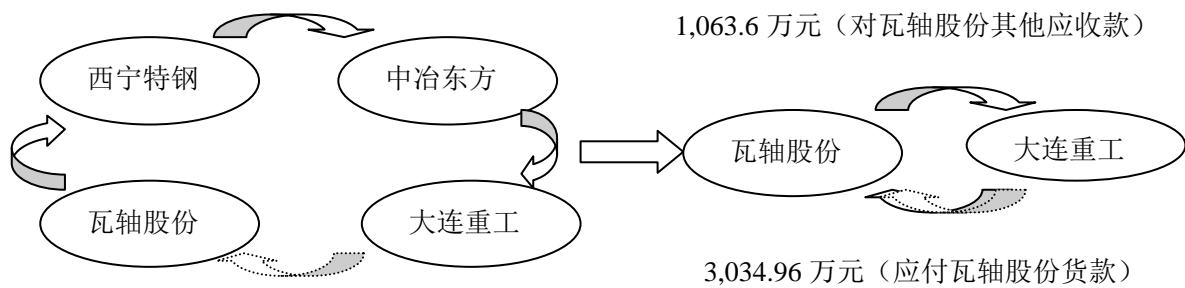 1,063.6 万元（对瓦轴股份其他应收款）
西宁特钢
中冶东方
瓦轴股份
大连重工
瓦轴股份
大连重工
3,034.96 万元（应付瓦轴股份货款）